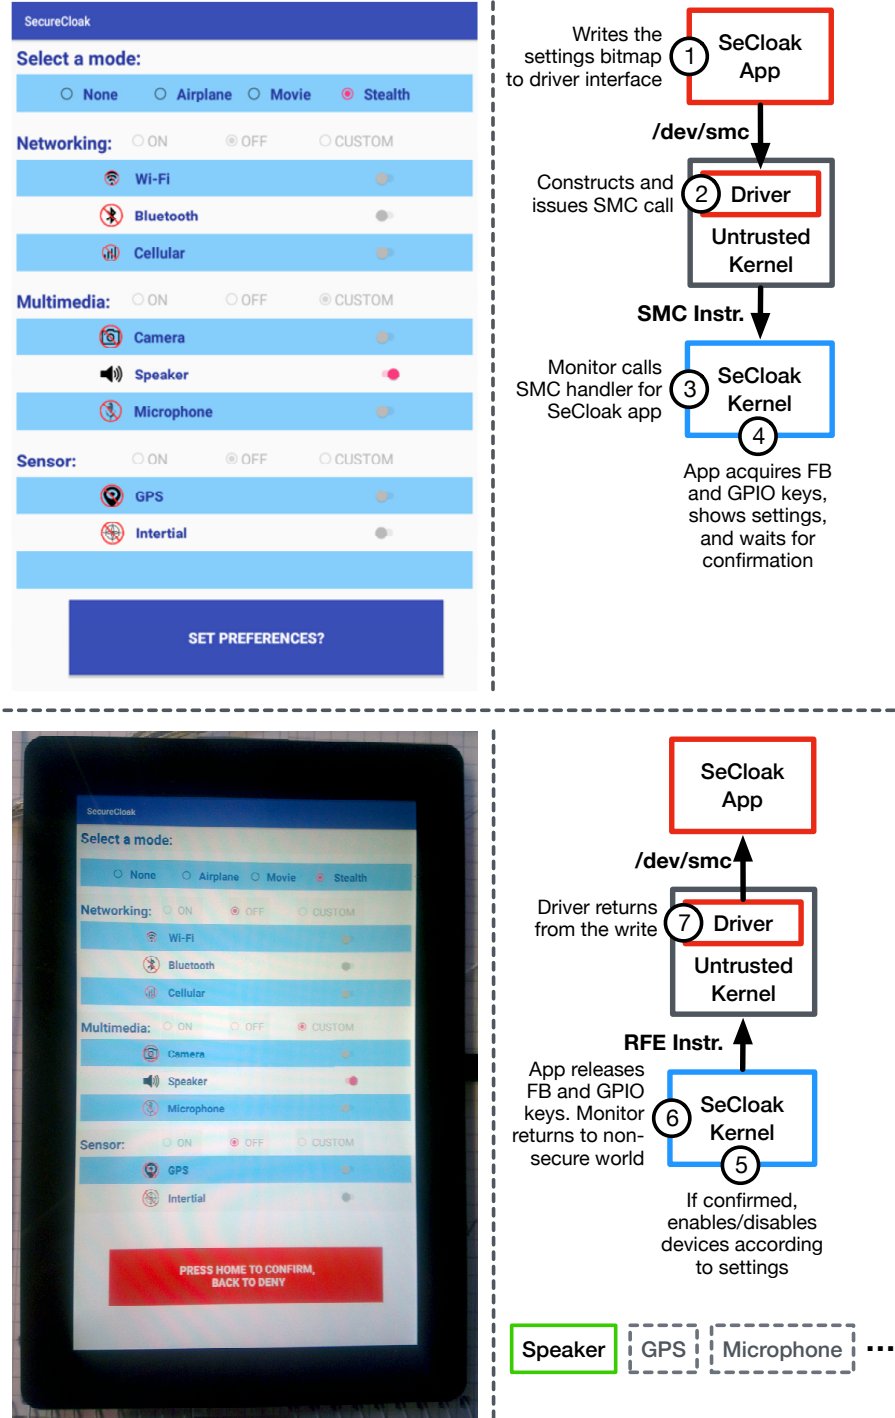 SecureCloak
Select a mode:
None Airplane Movie Stealth
Networking: ON OFF CUSTOM
Wi-Fi
Bluetooth
Cellular
Multimedia: ON OFF CUSTOM
Camera
Speaker
Microphone
Sensor: ON OFF CUSTOM
GPS
Intertial
SET PREFERENCES?
Writes the
settings bitmap
to driver interface
1
SeCloak
App
/dev/smc
Constructs and
issues SMC call
2
Driver
Untrusted
Kernel
SMC Instr.
Monitor calls
SMC handler for
SeCloak app
3
SeCloak
Kernel
4
App acquires FB
and GPIO keys,
shows settings,
and waits for
confirmation
SecureCloak
Select a mode:
None Airplane Movie Stealth
Networking: ON OFF CUSTOM
Wi-Fi
Bluetooth
Cellular
Multimedia: ON OFF CUSTOM
Camera
Speaker
Microphone
Sensor: ON OFF CUSTOM
GPS
Intertial
PRESS HOME TO CONFIRM,
BACK TO DENY
SeCloak
App
/dev/smc
Driver returns
from the write
7
Driver
Untrusted
Kernel
RFE Instr.
App releases
FB and GPIO
keys. Monitor
returns to non-
secure world
6
SeCloak
Kernel
5
If confirmed,
enables/disables
devices according
to settings
Speaker GPS Microphone ...